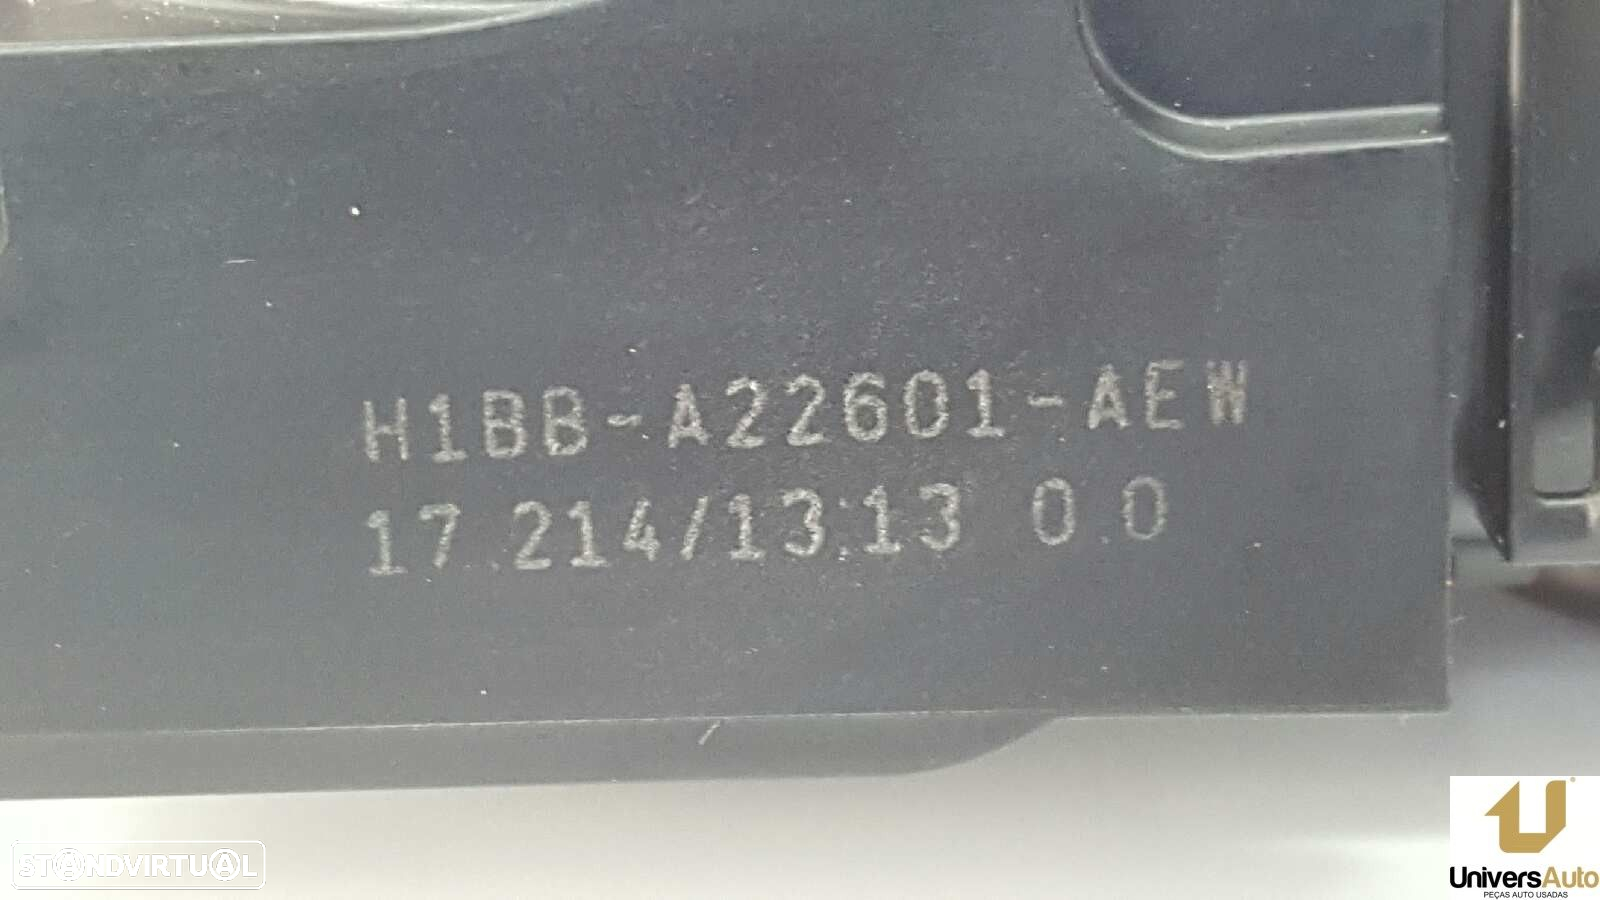 H1BB-A22601-AEW
17.214/13:13 0.0
STANDVIRTUAL
UniversAuto
PEÇAS AUTO USADAS